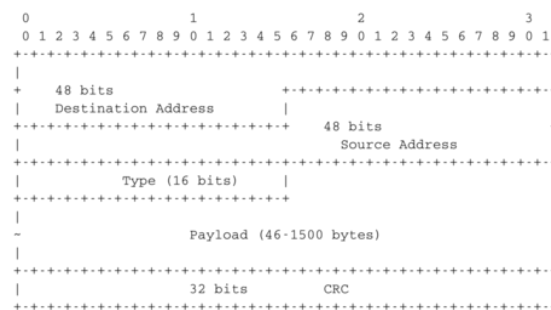 0 1 2 3
0 1 2 3 4 5 6 7 8 9 0 1 2 3 4 5 6 7 8 9 0 1 2 3 4 5 6 7 8 9 0 1
+-+-+-+-+-+-+-+-+-+-+-+-+-+-+-+-+-+-+-+-+-+-+-+-+-+-+-+-+-+-+-+-
|
+ 48 bits +-+-+-+-+-+-+-+-+-+-+-+-+-+-+-+-
| Destination Address |
+-+-+-+-+-+-+-+-+-+-+-+-+-+-+-+-+ 48 bits
| Source Address
+-+-+-+-+-+-+-+-+-+-+-+-+-+-+-+-+-+-+-+-+-+-+-+-+-+-+-+-+-+-+-+-
| Type (16 bits) |
+-+-+-+-+-+-+-+-+-+-+-+-+-+-+-+-+
|
~ Payload (46-1500 bytes)
|
+-+-+-+-+-+-+-+-+-+-+-+-+-+-+-+-+-+-+-+-+-+-+-+-+-+-+-+-+-+-+-+-
| 32 bits CRC
+-+-+-+-+-+-+-+-+-+-+-+-+-+-+-+-+-+-+-+-+-+-+-+-+-+-+-+-+-+-+-+-